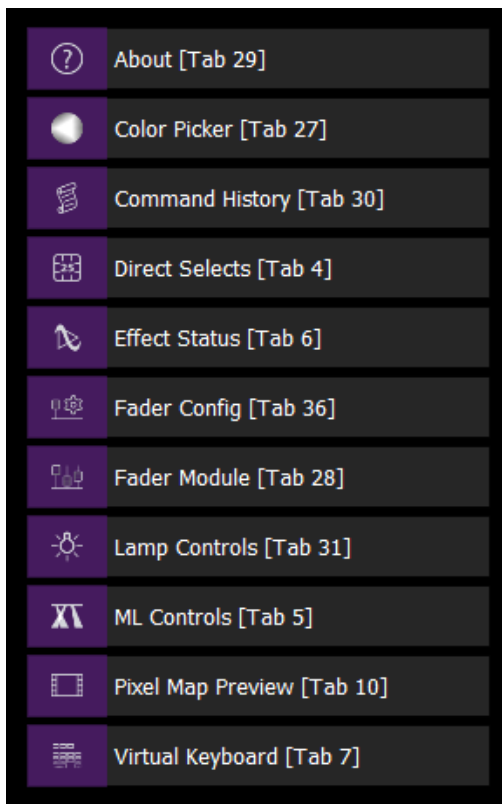 About [Tab 29]
Color Picker [Tab 27]
Command History [Tab 30]
25
Direct Selects [Tab 4]
Effect Status [Tab 6]
Fader Config [Tab 36]
Fader Module [Tab 28]
Lamp Controls [Tab 31]
ML Controls [Tab 5]
Pixel Map Preview [Tab 10]
Virtual Keyboard [Tab 7]